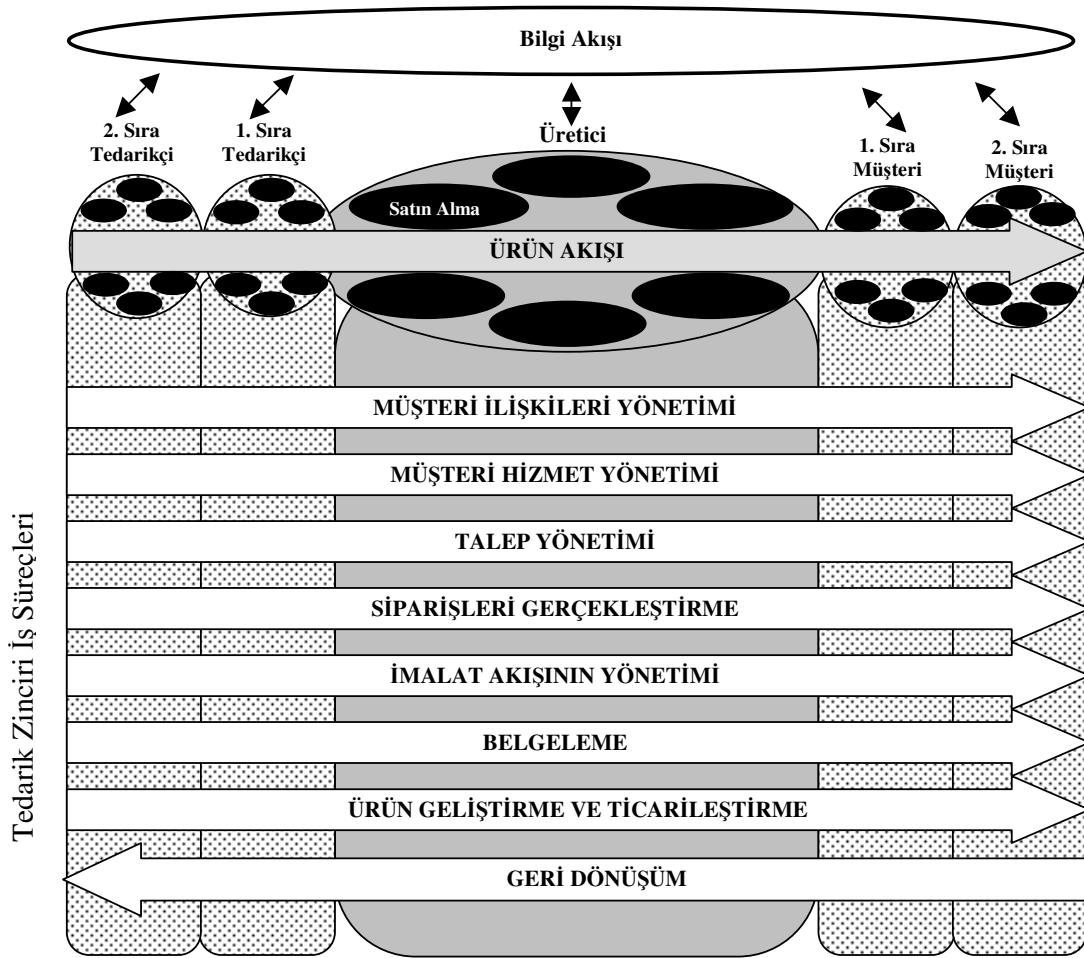 Bilgi Akışı
2. Sıra
Tedarikçi
1. Sıra
Tedarikçi
Üretici
1. Sıra
Müşteri
2. Sıra
Müşteri
Satın Alma
ÜRÜN AKIŞI
MÜŞTERİ İLİŞKİLERİ YÖNETİMİ
MÜŞTERİ HİZMET YÖNETİMİ
TALEP YÖNETİMİ
SİPARİŞLERİ GERÇEKLEŞTİRME
İMALAT AKIŞININ YÖNETİMİ
BELGELEME
ÜRÜN GELİŞTİRME VE TİCARİLEŞTİRME
GERİ DÖNÜŞÜM
Tedarik Zinciri İş Süreçleri